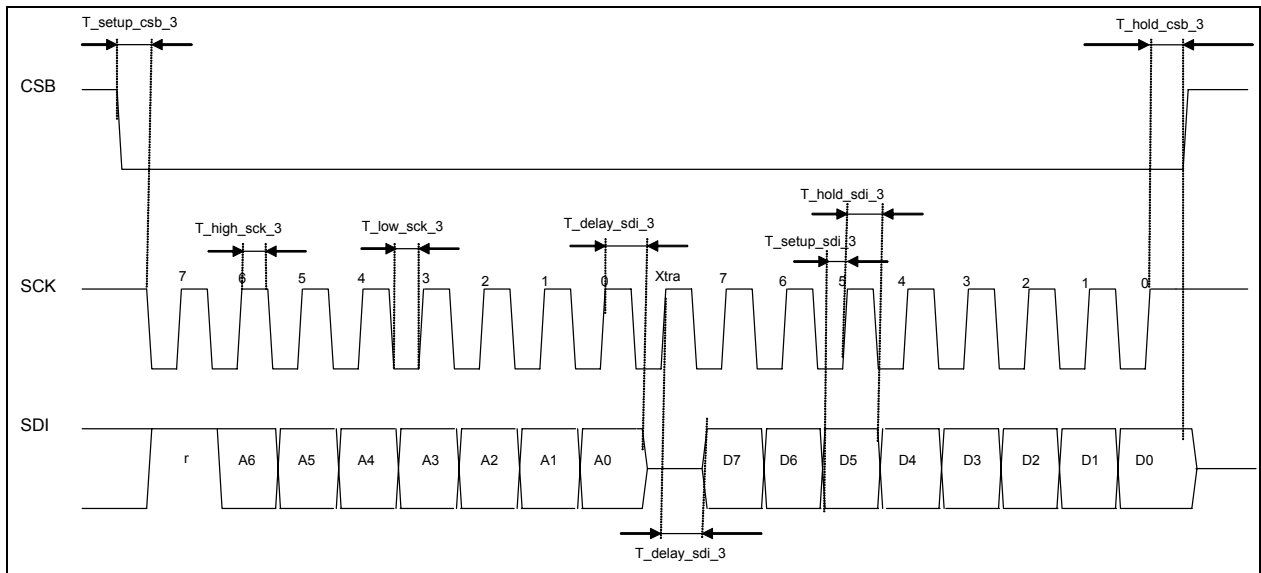 T_setup_csb_3
T_hold_csb_3
CSB
T_hold_sdi_3
T_high_sck_3
T_low_sck_3
T_delay_sdi_3
T_setup_sdi_3
SCK
7 6 5 4 3 2 1 0 Xtra 7 6 5 4 3 2 1 0
SDI
r A6 A5 A4 A3 A2 A1 A0 D7 D6 D5 D4 D3 D2 D1 D0
T_delay_sdi_3